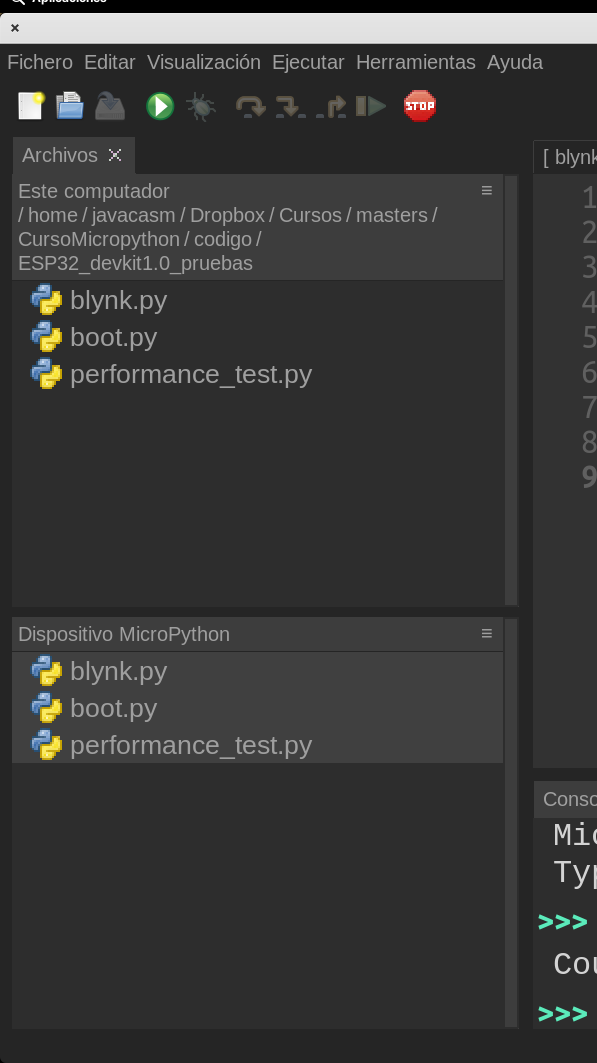 Aplicaciones
Fichero Editar Visualización Ejecutar Herramientas Ayuda
STOP
Archivos
[ blynk
Este computador
/ home / javacasm / Dropbox / Cursos / masters /
CursoMicropython / codigo /
ESP32_devkit1.0_pruebas
blynk.py
boot.py
performance_test.py
1
2
3
4
5
6
7
8
9
Dispositivo MicroPython
blynk.py
boot.py
performance_test.py
Conso
Mic
Typ
>>>
Cou
>>>